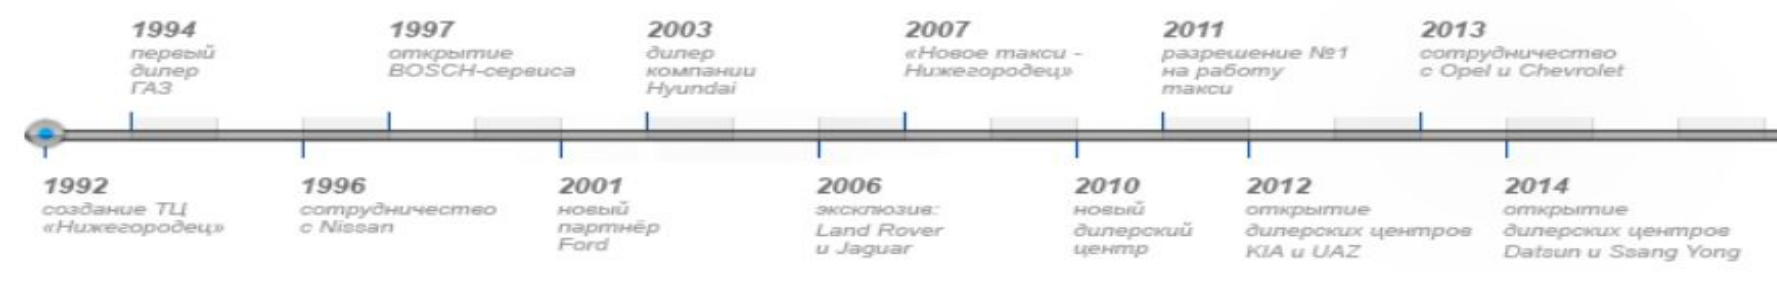 1994
первый
дилер
ГАЗ
1997
открытие
BOSCH-сервиса
2003
дилер
компании
Hyundai
2007
«Новое такси -
Нижегородец»
2011
разрешение №1
на работу
такси
2013
сотрудничество
с Opel и Chevrolet
1992
создание ТЦ
«Нижегородец»
1996
сотрудничество
с Nissan
2001
новый
партнёр
Ford
2006
эксклюзив:
Land Rover
и Jaguar
2010
новый
дилерский
центр
2012
открытие
дилерских центров
KIA и UAZ
2014
открытие
дилерских центров
Datsun и Ssang Yong